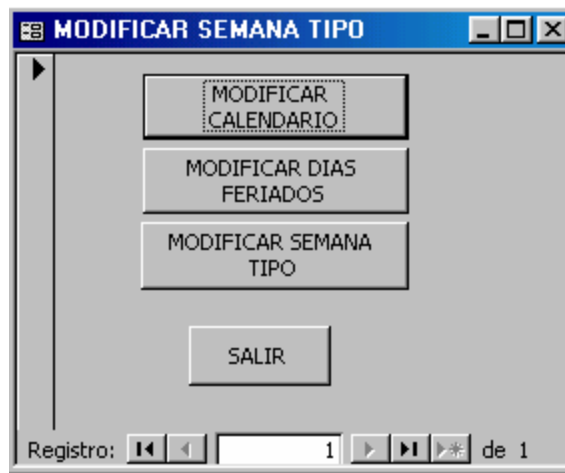 MODIFICAR SEMANA TIPO
MODIFICAR
CALENDARIO
MODIFICAR DIAS
FERIADOS
MODIFICAR SEMANA
TIPO
SALIR
Registro: 1 de 1